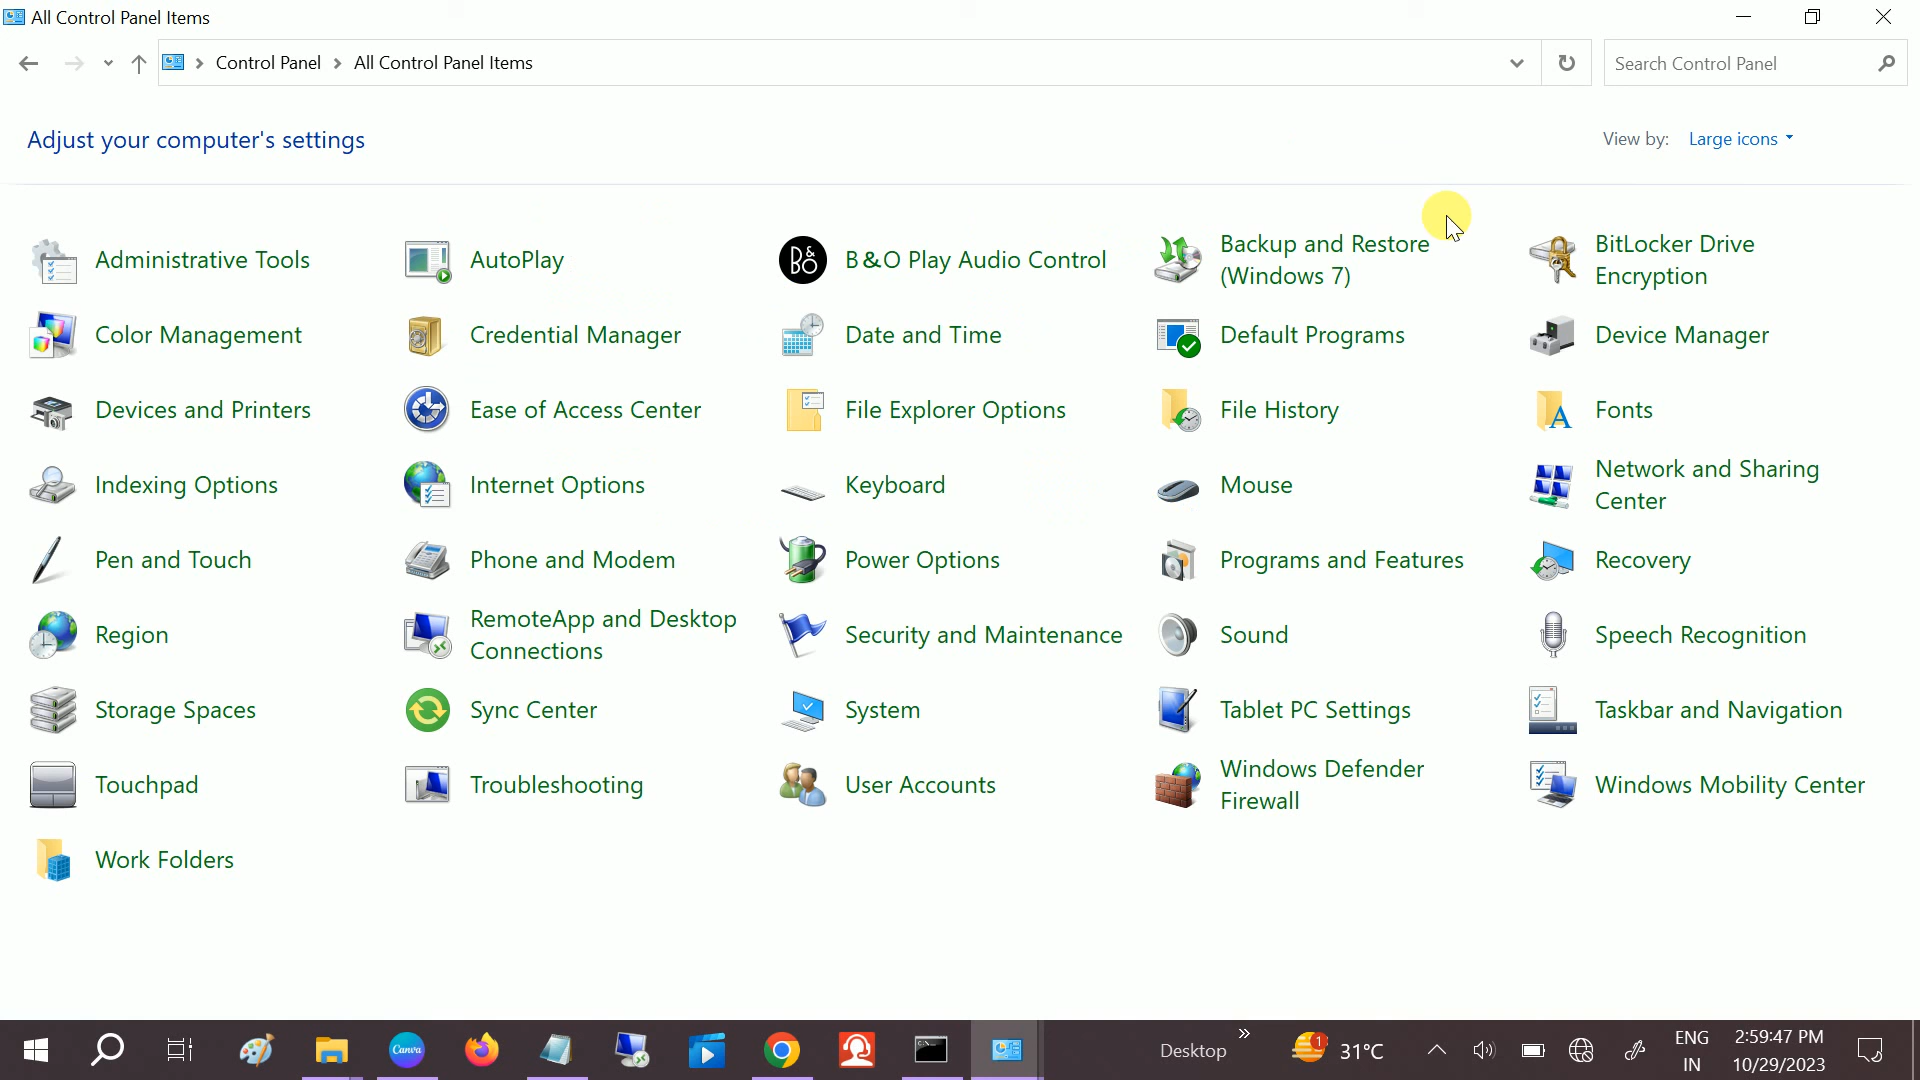 All Control Panel Items
Control Panel > All Control Panel Items
Search Control Panel
Adjust your computer's settings
View by: Large icons
Administrative Tools
AutoPlay
B&O
B&O Play Audio Control
Backup and Restore
(Windows 7)
BitLocker Drive
Encryption
Color Management
Credential Manager
Date and Time
Default Programs
Device Manager
Devices and Printers
Ease of Access Center
File Explorer Options
File History
A
Fonts
Indexing Options
Internet Options
Keyboard
Mouse
Network and Sharing
Center
Pen and Touch
Phone and Modem
Power Options
Programs and Features
Recovery
Region
RemoteApp and Desktop
Connections
Security and Maintenance
Sound
Speech Recognition
Storage Spaces
Sync Center
System
Tablet PC Settings
Taskbar and Navigation
Touchpad
Troubleshooting
User Accounts
Windows Defender
Firewall
Windows Mobility Center
Work Folders
Canva
Desktop
1
31°C
ENG
IN
2:59:47 PM
10/29/2023